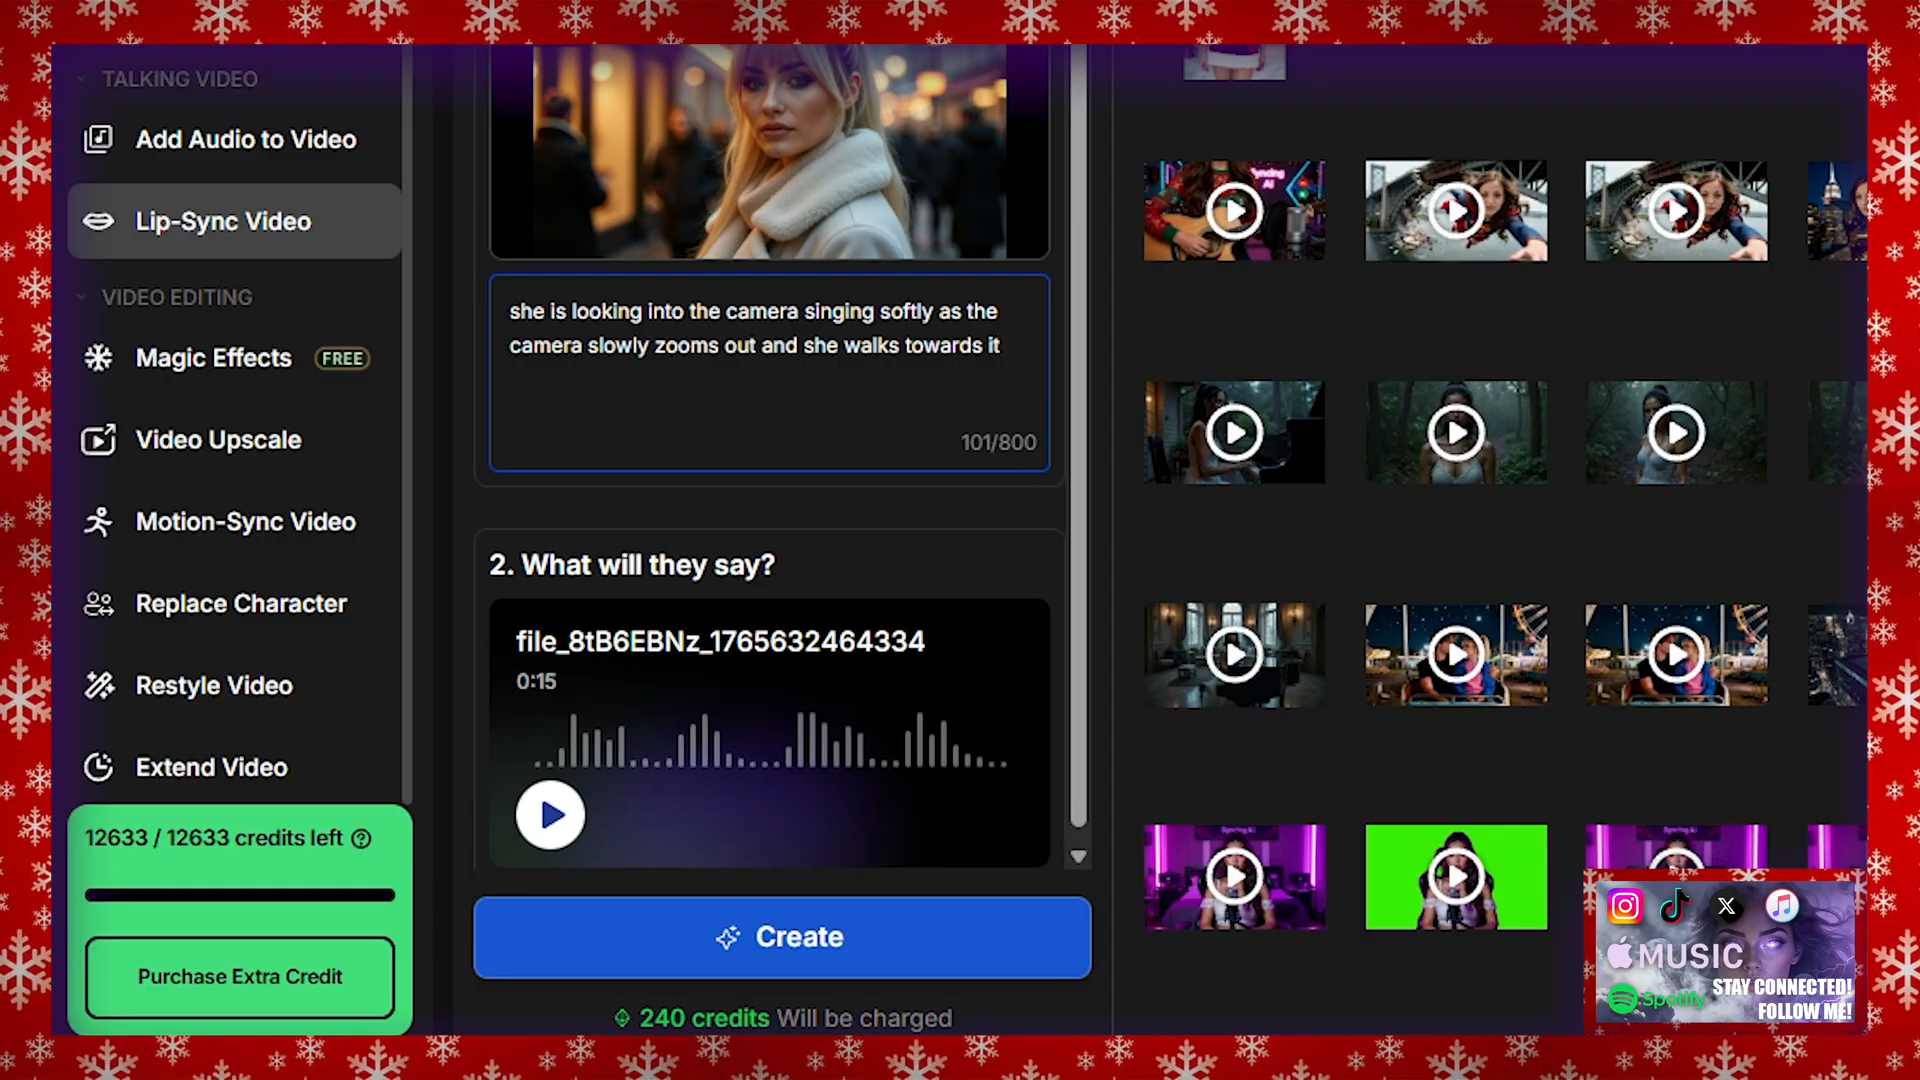 TALKING VIDEO
Add Audio to Video
Lip-Sync Video
VIDEO EDITING
Magic Effects FREE
Video Upscale
Motion-Sync Video
Replace Character
Restyle Video
Extend Video
12633 / 12633 credits left
Purchase Extra Credit
she is looking into the camera singing softly as the
camera slowly zooms out and she walks towards it
101/800
2. What will they say?
file_8tB6EBNz_1765632464334
0:15
Create
240 credits Will be charged
MUSIC
Spotify
STAY CONNECTED!
FOLLOW ME!